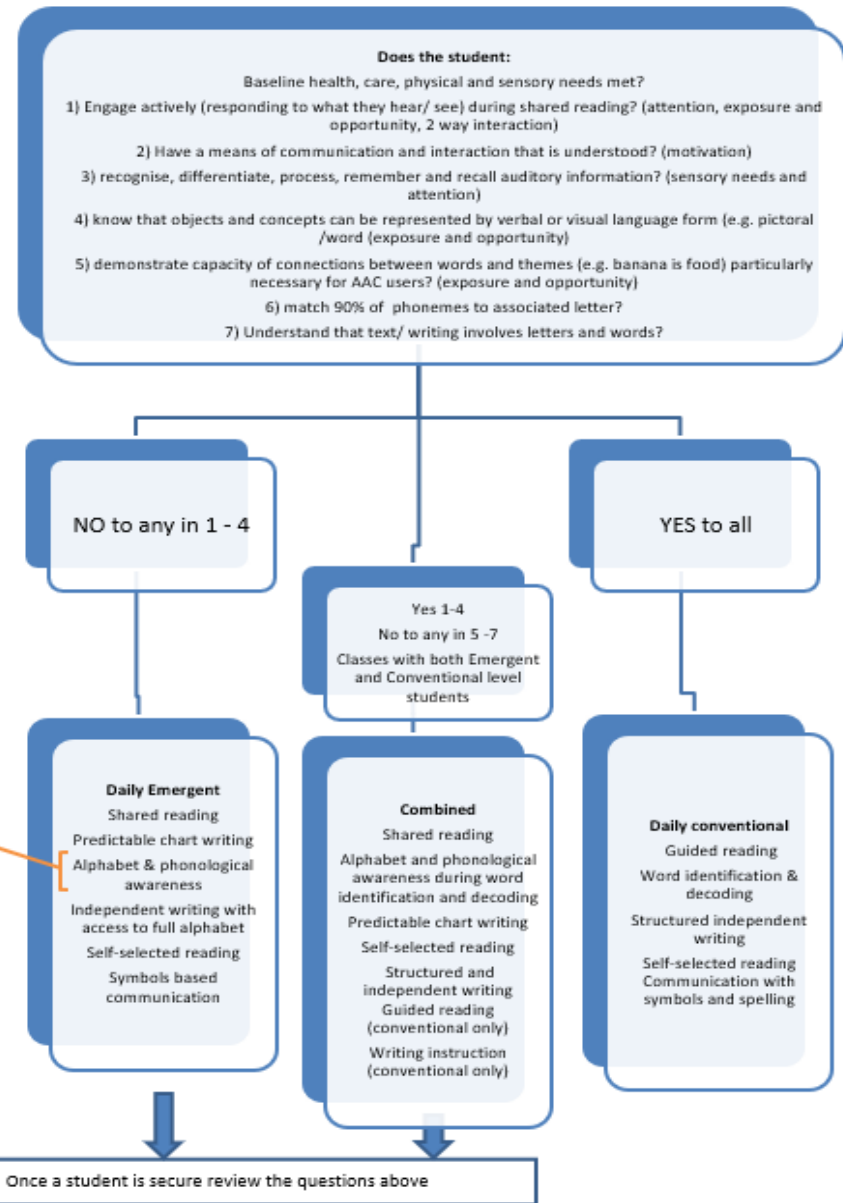 Does the student:
Baseline health, care, physical and sensory needs met?
1) Engage actively (responding to what they hear/ see) during shared reading? (attention, exposure and
opportunity, 2 way interaction)
2) Have a means of communication and interaction that is understood? (motivation)
3) recognise, differentiate, process, remember and recall auditory information? (sensory needs and
attention)
4) know that objects and concepts can be represented by verbal or visual language form (e.g. pictoral
/word (exposure and opportunity)
5) demonstrate capacity of connections between words and themes (e.g. banana is food) particularly
necessary for AAC users? (exposure and opportunity)
6) match 90% of phonemes to associated letter?
7) Understand that text/ writing involves letters and words?
NO to any in 1 - 4
Yes 1-4
No to any in 5 -7
Classes with both Emergent
and Conventional level
students
YES to all
Daily Emergent
Shared reading
Predictable chart writing
Alphabet & phonological
awareness
Independent writing with
access to full alphabet
Self-selected reading
Symbols based
communication
Combined
Shared reading
Alphabet and phonological
awareness during word
identification and decoding
Predictable chart writing
Self-selected reading
Structured and
independent writing
Guided reading
(conventional only)
Writing instruction
(conventional only)
Daily conventional
Guided reading
Word identification &
decoding
Structured independent
writing
Self-selected reading
Communication with
symbols and spelling
Once a student is secure review the questions above